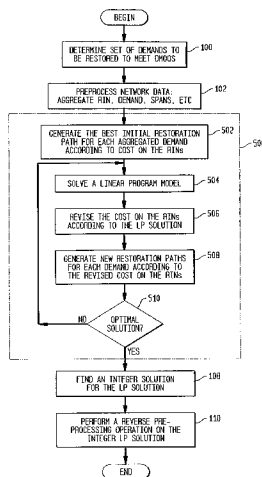 BEGIN
DETERMINE SET OF DEMANDS TO
BE RESTORED TO MEET DMOOS
100
PREPROCESS NETWORK DATA:
AGGREGATE RIN, DEMAND, SPANS, ETC
102
GENERATE THE BEST INITIAL RESTORATION
PATH FOR EACH AGGREGATED DEMAND
ACCORDING TO COST ON THE RINs
502
SOLVE A LINEAR PROGRAM MODEL
504
REVISE THE COST ON THE RINs
ACCORDING TO THE LP SOLUTION
506
GENERATE NEW RESTORATION PATHS
FOR EACH DEMAND ACCORDING TO
THE REVISED COST ON THE RINs
508
510
NO
OPTIMAL
SOLUTION?
YES
FIND AN INTEGER SOLUTION
FOR THE LP SOLUTION
108
PERFORM A REVERSE PRE-
PROCESSING OPERATION ON THE
INTEGER LP SOLUTION
110
END